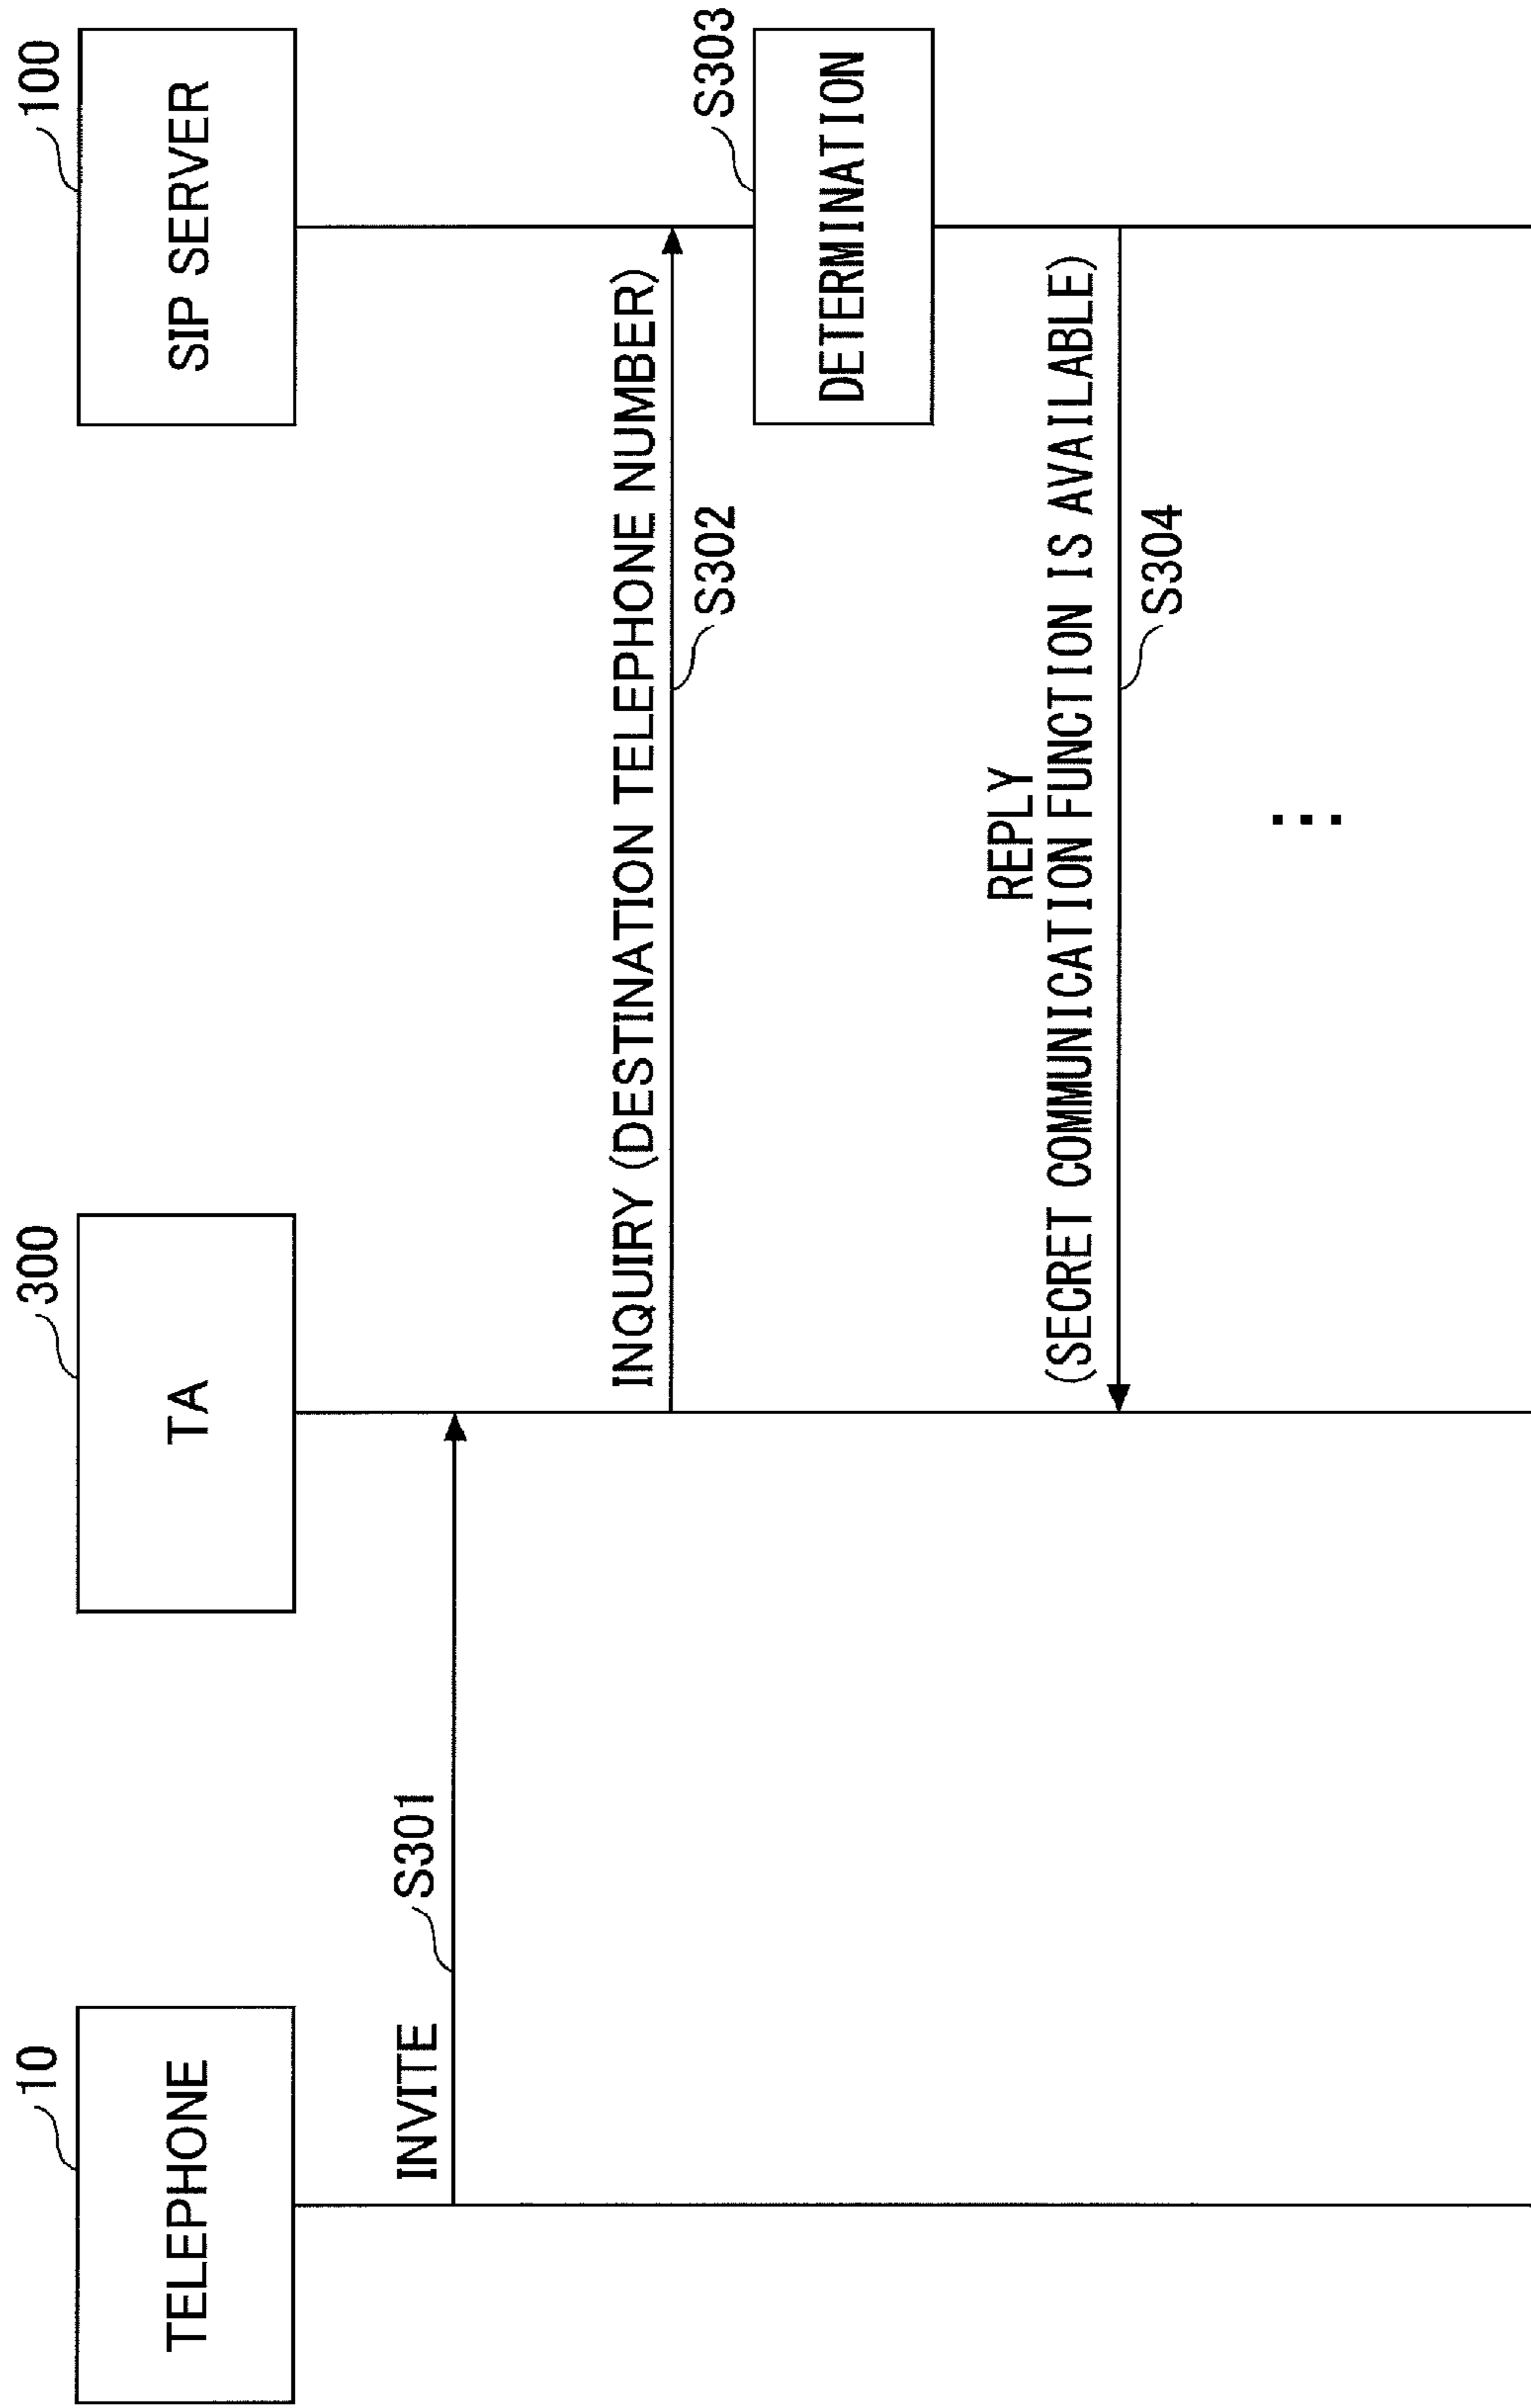 10
300
100
TELEPHONE
TA
SIP SERVER
INVITE
S301
INQUIRY (DESTINATION TELEPHONE NUMBER)
S302
S303
DETERMINATION
REPLY
(SECRET COMMUNICATION FUNCTION IS AVAILABLE)
S304
⋮